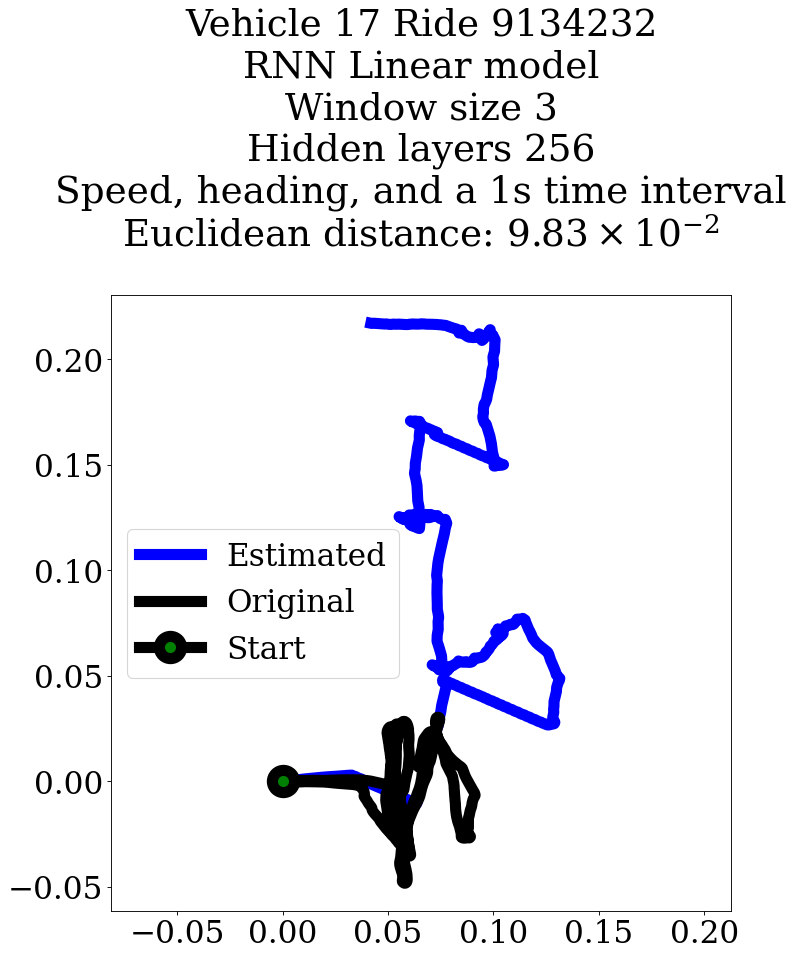 Vehicle 17 Ride 9134232
RNN Linear model
Window size 3
Hidden layers 256
Speed, heading, and a 1s time interval
Euclidean distance: 9.83 × 10⁻²
0.20
0.15
0.10
0.05
0.00
−0.05
Estimated
Original
Start
−0.05 0.00 0.05 0.10 0.15 0.20